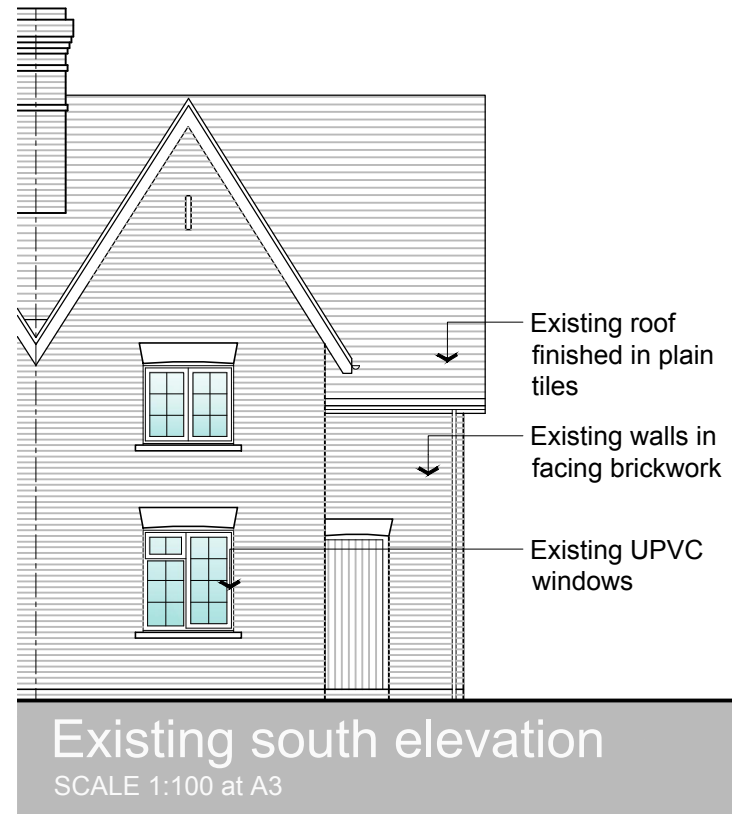 Existing roof
finished in plain
tiles
Existing walls in
facing brickwork
Existing UPVC
windows
Existing south elevation
SCALE 1:100 at A3